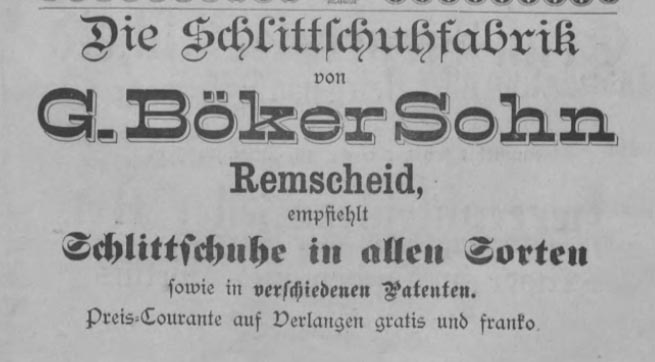 Die Schlittschuhfabrik
von
G. Böker Sohn
Remscheid,
empfiehlt
Schlittschuhe in allen Sorten
sowie in verschiedenen Patenten.
Preis-Courante auf Verlangen gratis und franko.